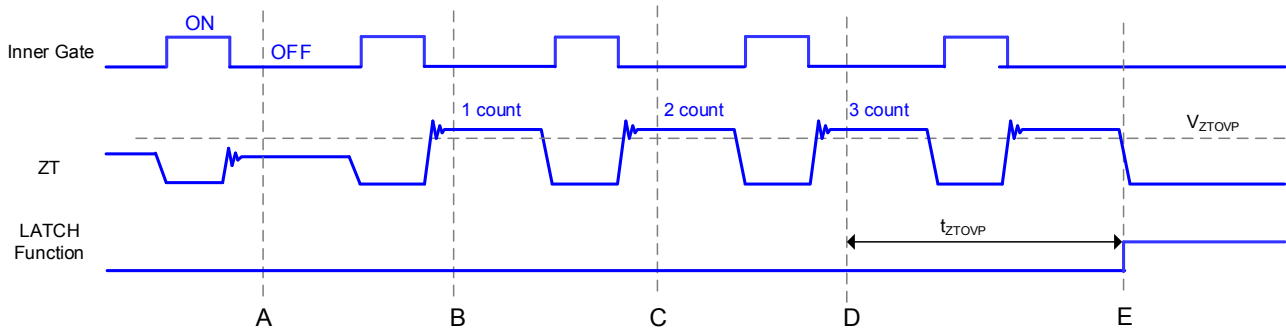 ON
Inner Gate
OFF
1 count
2 count
3 count
VZTOVP
ZT
LATCH
Function
tZTOVP
A
B
C
D
E